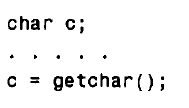 char c;
. . . . .
c = getchar();